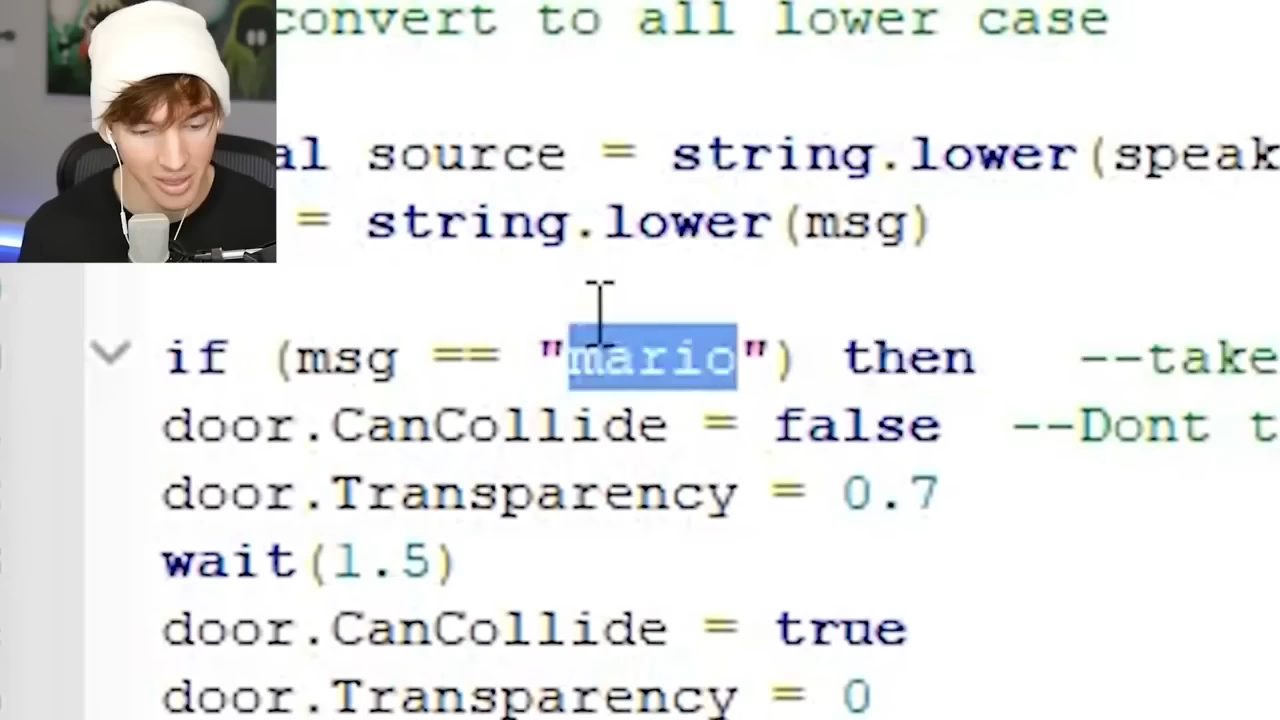 convert to all lower case
al source = string.lower(speak
= string.lower(msg)
if (msg == "mario") then --take
door.CanCollide = false --Dont t
door.Transparency = 0.7
wait(1.5)
door.CanCollide = true
door.Transparency = 0